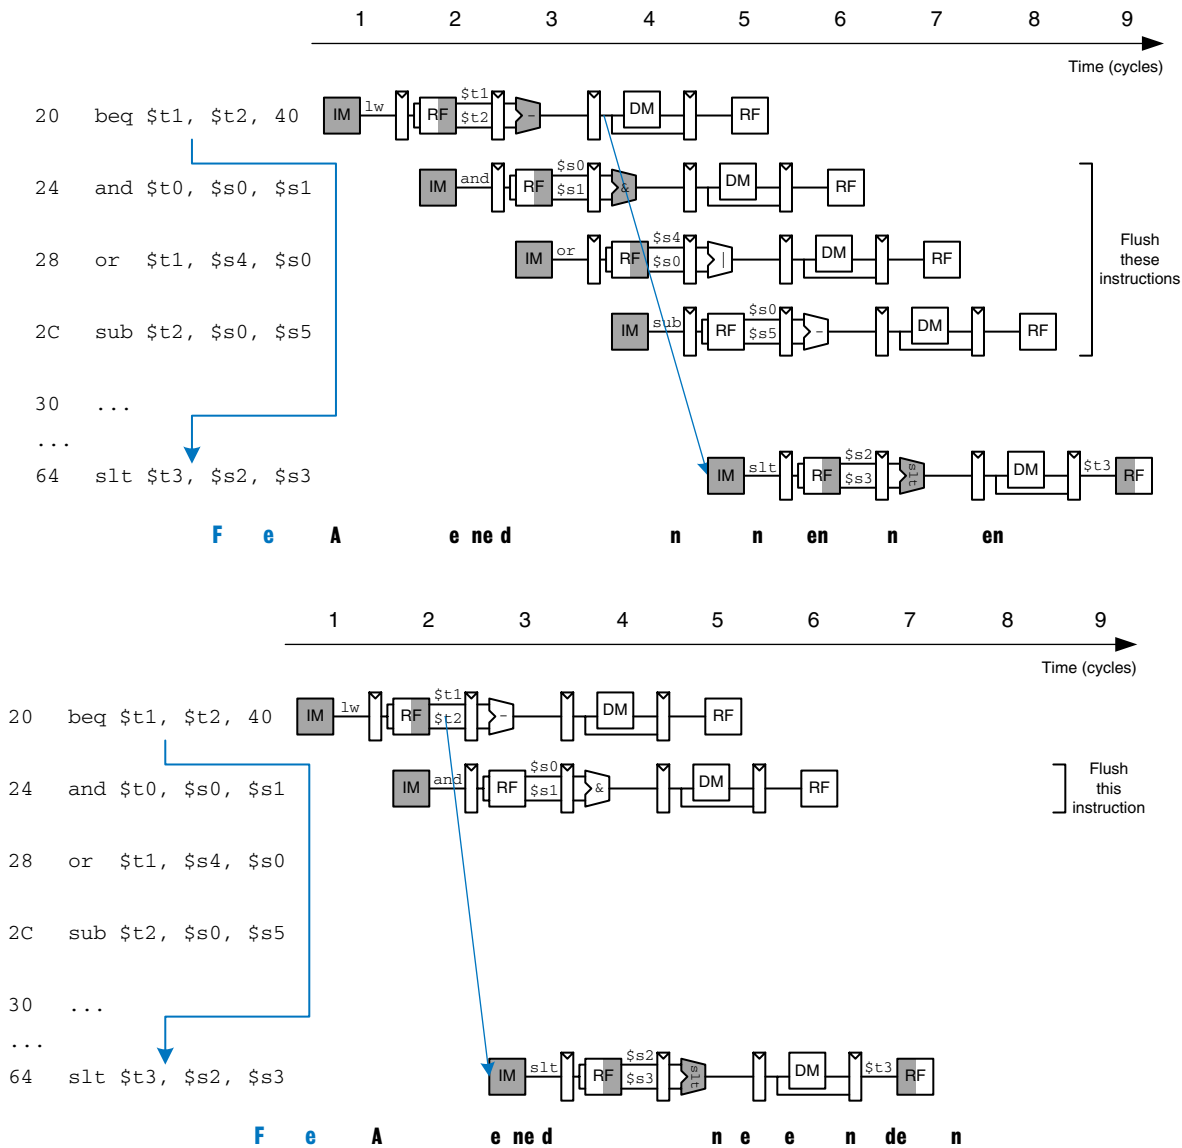 1 2 3 4 5 6 7 8 9
Time (cycles)
20 beq $t1, $t2, 40 IM lw RF $t1 $t2 - DM RF
24 and $t0, $s0, $s1 IM and RF $s0 $s1 & DM RF
28 or $t1, $s4, $s0 IM or RF $s4 $s0 | DM RF
Flush
these
instructions
2C sub $t2, $s0, $s5 IM sub RF $s0 $s5 - DM RF
30 ...
...
64 slt $t3, $s2, $s3 IM slt RF $s2 $s3 slt DM $t3 RF
F e A e ne d n n en n en
1 2 3 4 5 6 7 8 9
Time (cycles)
20 beq $t1, $t2, 40 IM lw RF $t1 $t2 - DM RF
24 and $t0, $s0, $s1 IM and RF $s0 $s1 & DM RF
Flush
this
instruction
28 or $t1, $s4, $s0
2C sub $t2, $s0, $s5
30 ...
...
64 slt $t3, $s2, $s3 IM slt RF $s2 $s3 slt DM $t3 RF
F e A e ne d n e e n de n